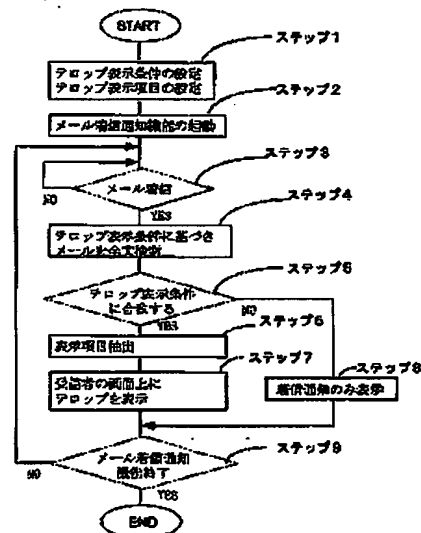 START
ステップ1
テロップ表示条件の設定
テロップ表示項目の設定
ステップ2
メール着信通知機能の起動
ステップ3
メール着信
NO
YES
ステップ4
テロップ表示条件に基づき
メールを全文検索
ステップ5
テロップ表示条件
に合致する
NO
YES
ステップ6
表示項目抽出
ステップ7
ステップ8
受信者の画面上に
テロップを表示
着信通知のみ表示
ステップ9
メール着信通知
機能終了
NO
YES
END